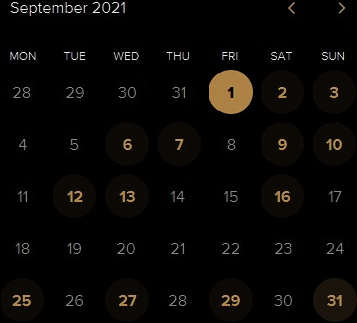 September 2021
MON TUE WED THU FRI SAT SUN
28 29 30 31 1 2 3
4 5 6 7 8 9 10
11 12 13 14 15 16 17
18 19 20 21 22 23 24
25 26 27 28 29 30 31